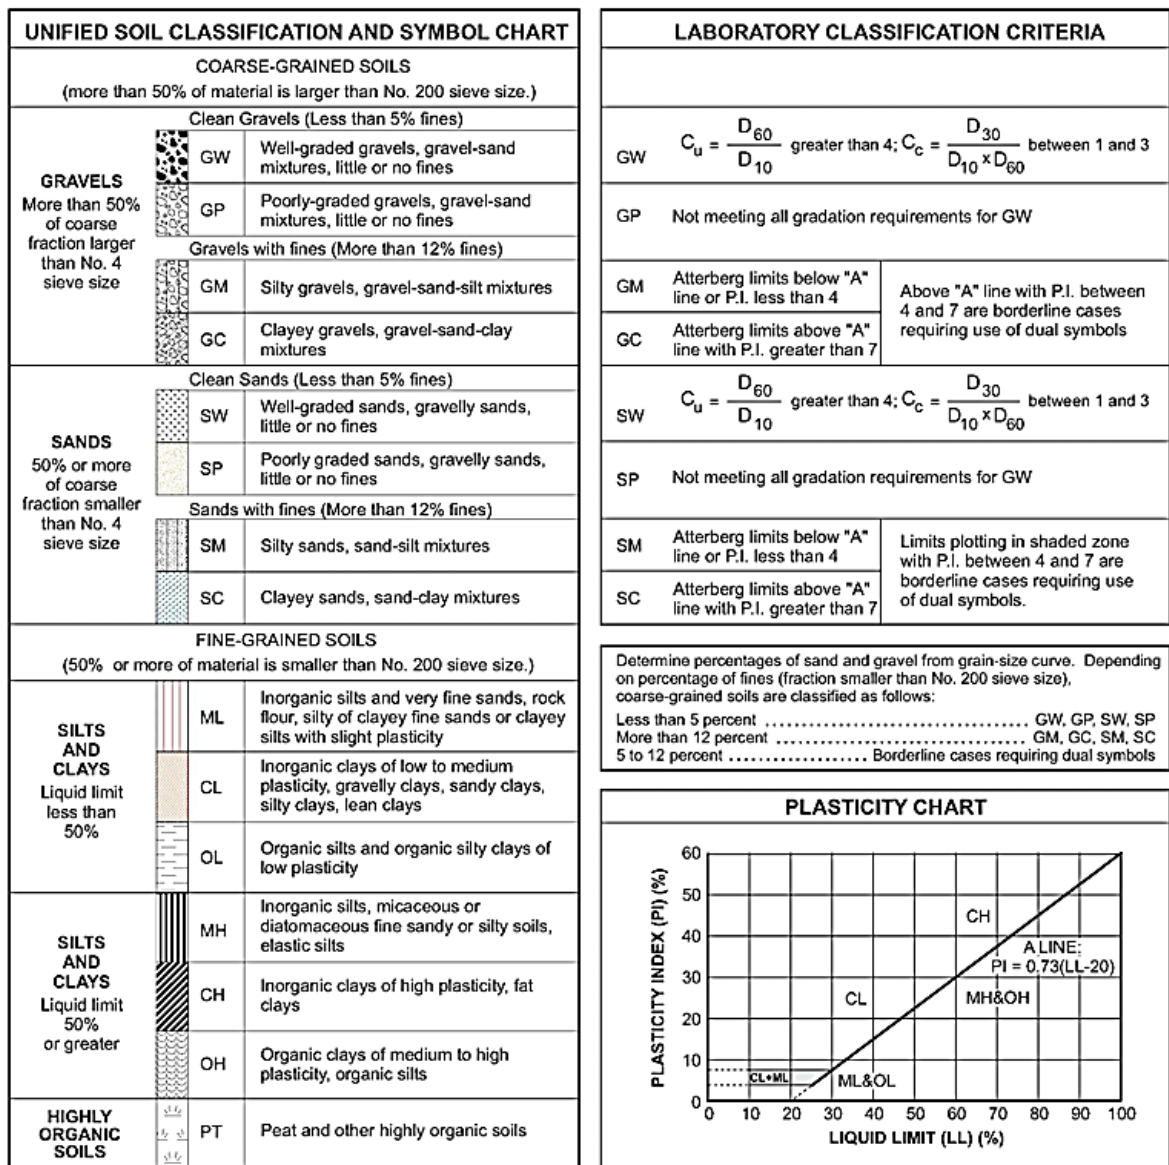 UNIFIED SOIL CLASSIFICATION AND SYMBOL CHART
COARSE-GRAINED SOILS
(more than 50% of material is larger than No. 200 sieve size.)
GRAVELS
More than 50%
of coarse
fraction larger
than No. 4
sieve size
Clean Gravels (Less than 5% fines)
GW
Well-graded gravels, gravel-sand
mixtures, little or no fines
GP
Poorly-graded gravels, gravel-sand
mixtures, little or no fines
Gravels with fines (More than 12% fines)
GM
Silty gravels, gravel-sand-silt mixtures
GC
Clayey gravels, gravel-sand-clay
mixtures
SANDS
50% or more
of coarse
fraction smaller
than No. 4
sieve size
Clean Sands (Less than 5% fines)
SW
Well-graded sands, gravelly sands,
little or no fines
SP
Poorly graded sands, gravelly sands,
little or no fines
Sands with fines (More than 12% fines)
SM
Silty sands, sand-silt mixtures
SC
Clayey sands, sand-clay mixtures
FINE-GRAINED SOILS
(50% or more of material is smaller than No. 200 sieve size.)
SILTS
AND
CLAYS
Liquid limit
less than
50%
ML
Inorganic silts and very fine sands, rock
flour, silty of clayey fine sands or clayey
silts with slight plasticity
CL
Inorganic clays of low to medium
plasticity, gravelly clays, sandy clays,
silty clays, lean clays
OL
Organic silts and organic silty clays of
low plasticity
SILTS
AND
CLAYS
Liquid limit
50%
or greater
MH
Inorganic silts, micaceous or
diatomaceous fine sandy or silty soils,
elastic silts
CH
Inorganic clays of high plasticity, fat
clays
OH
Organic clays of medium to high
plasticity, organic silts
HIGHLY
ORGANIC
SOILS
PT
Peat and other highly organic soils
LABORATORY CLASSIFICATION CRITERIA
GW
Cu = D60 / D10 greater than 4; Cc = D30 / D10 x D60 between 1 and 3
GP
Not meeting all gradation requirements for GW
GM
Atterberg limits below "A"
line or P.I. less than 4
GC
Atterberg limits above "A"
line with P.I. greater than 7
Above "A" line with P.I. between
4 and 7 are borderline cases
requiring use of dual symbols
SW
Cu = D60 / D10 greater than 4; Cc = D30 / D10 x D60 between 1 and 3
SP
Not meeting all gradation requirements for GW
SM
Atterberg limits below "A"
line or P.I. less than 4
SC
Atterberg limits above "A"
line with P.I. greater than 7
Limits plotting in shaded zone
with P.I. between 4 and 7 are
borderline cases requiring use
of dual symbols.
Determine percentages of sand and gravel from grain-size curve. Depending
on percentage of fines (fraction smaller than No. 200 sieve size),
coarse-grained soils are classified as follows:
Less than 5 percent .................................... GW, GP, SW, SP
More than 12 percent .................................. GM, GC, SM, SC
5 to 12 percent .................. Borderline cases requiring dual symbols
PLASTICITY CHART
PLASTICITY INDEX (PI) (%)
60
50
40
30
20
10
0
CH
A LINE:
PI = 0.73(LL-20)
CL
MH&OH
CL+ML
ML&OL
0 10 20 30 40 50 60 70 80 90 100
LIQUID LIMIT (LL) (%)